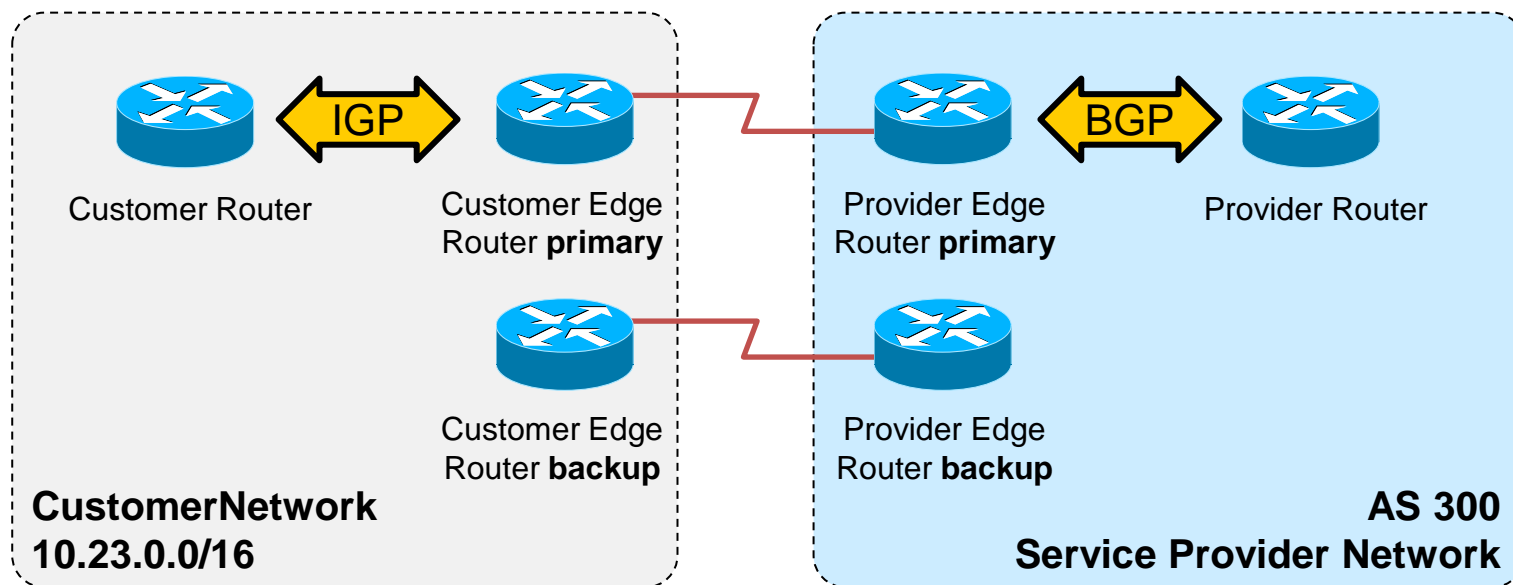 IGP
BGP
Customer Router
Customer Edge
Router primary
Provider Edge
Router primary
Provider Router
Customer Edge
Router backup
Provider Edge
Router backup
CustomerNetwork
10.23.0.0/16
AS 300
Service Provider Network